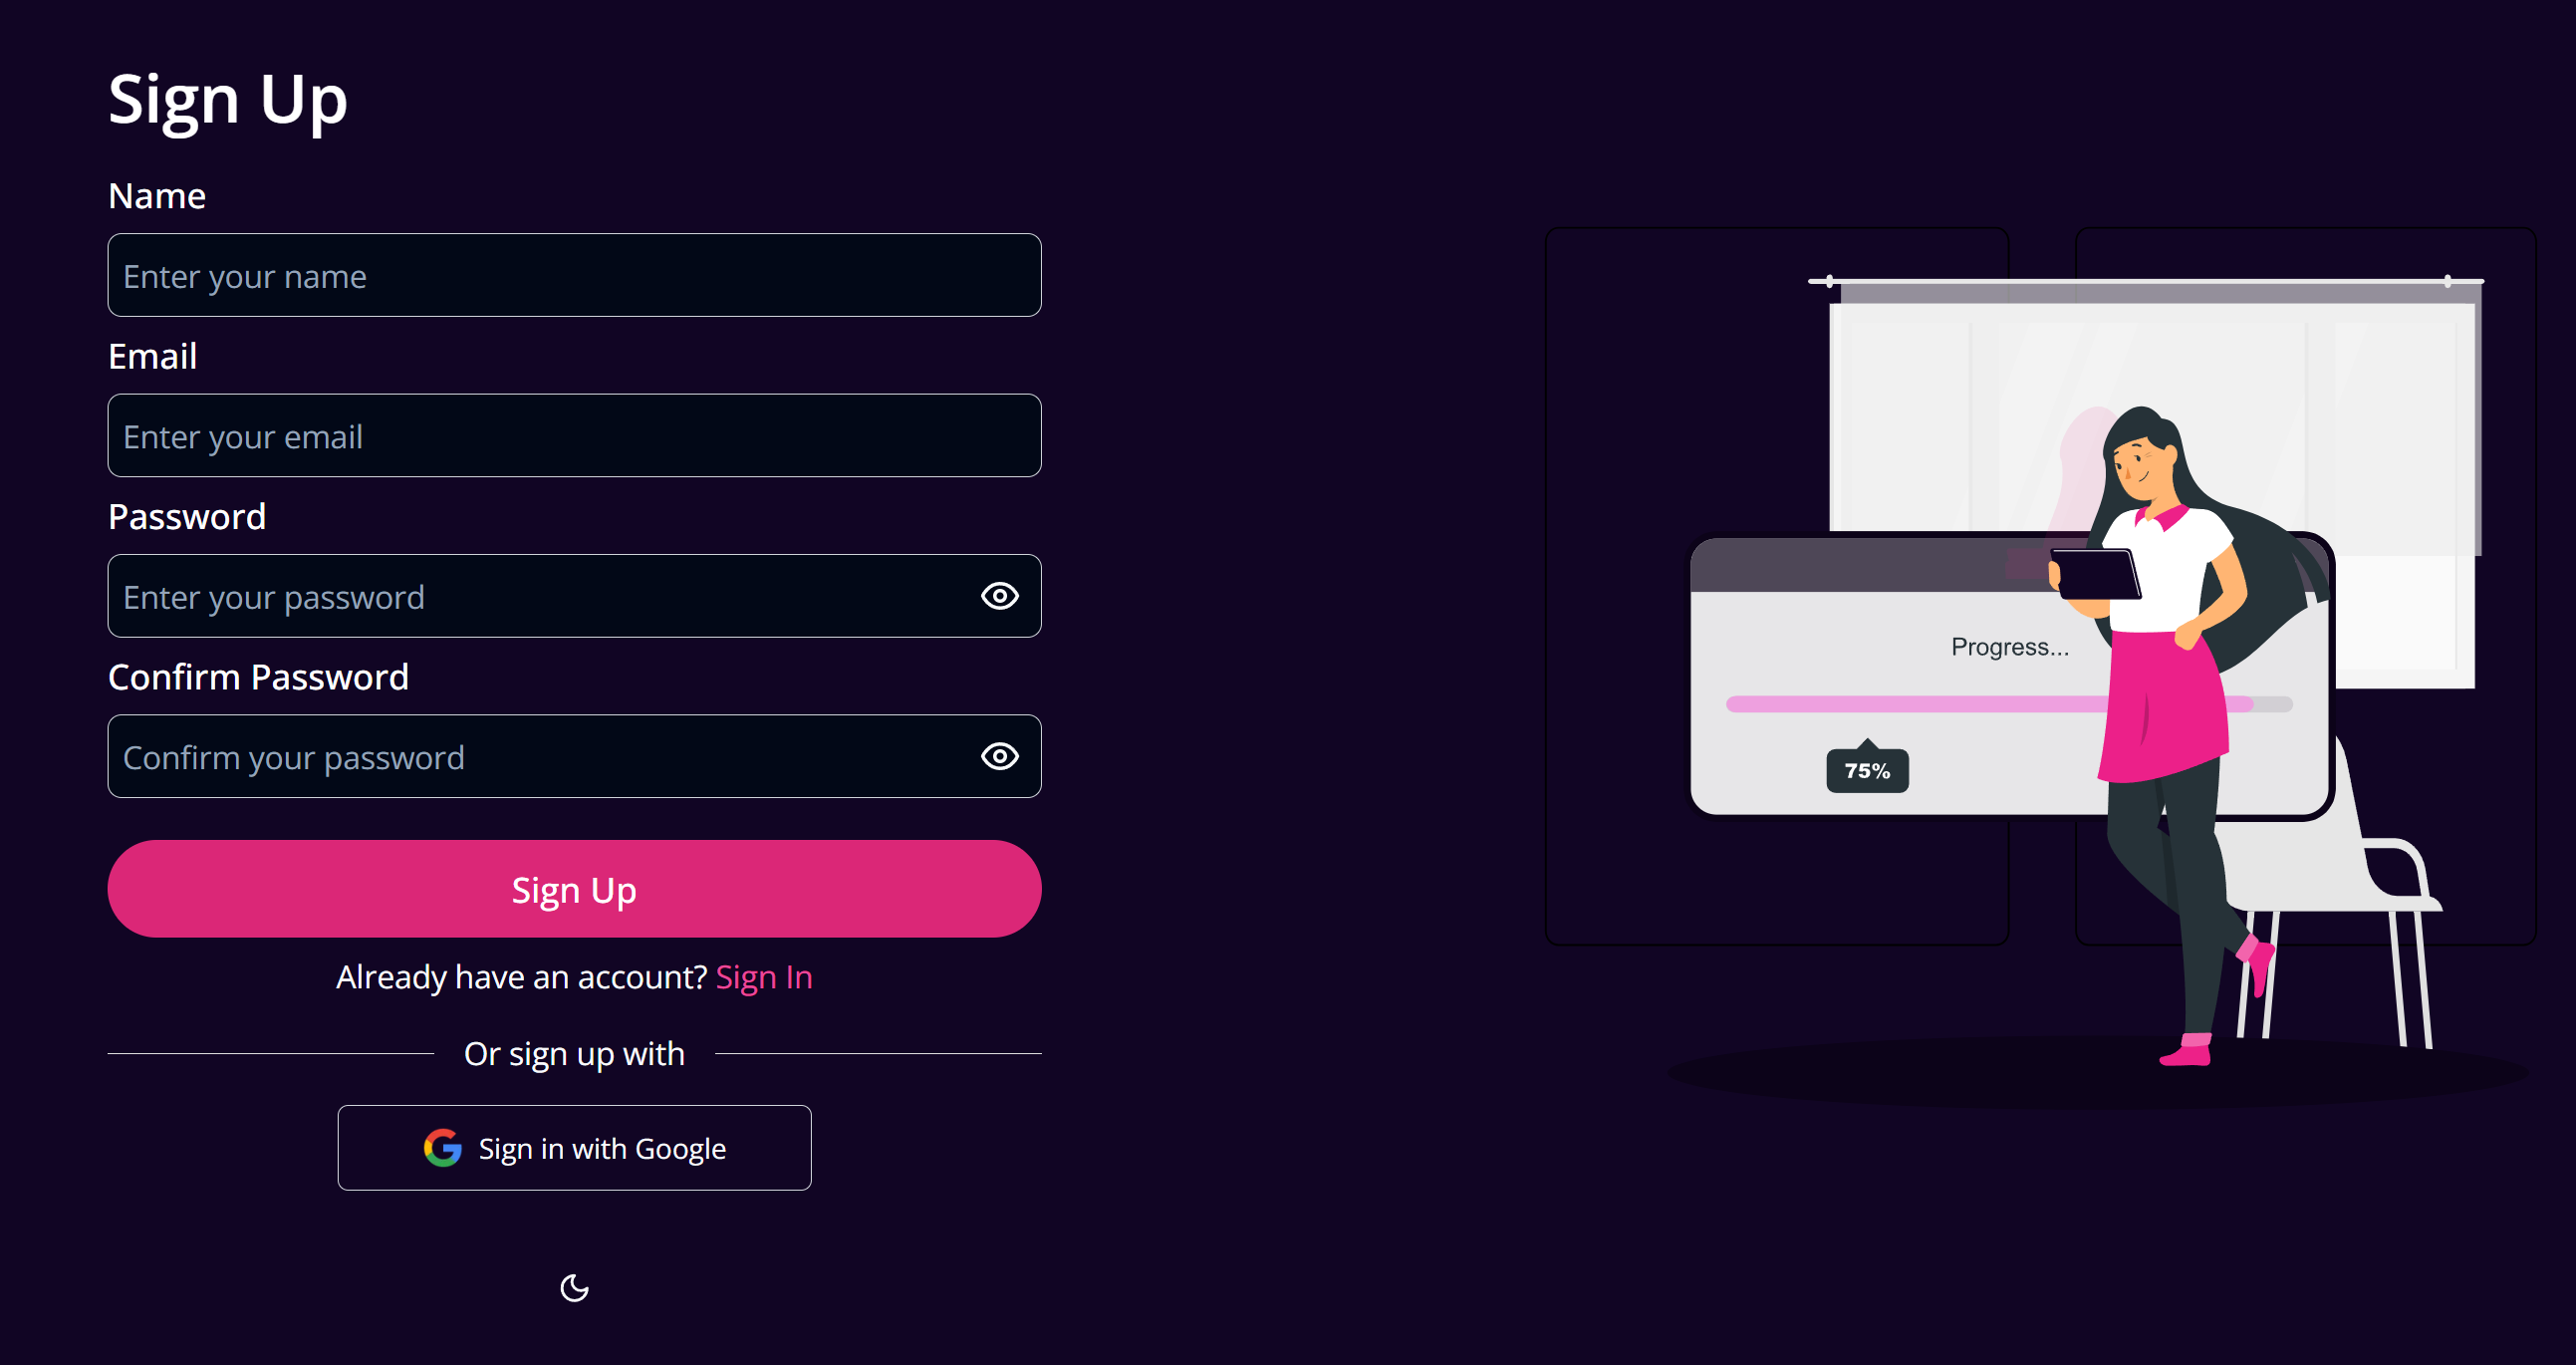 Sign Up
Name
Enter your name
Email
Enter your email
Password
Enter your password
Confirm Password
Confirm your password
Sign Up
Already have an account? Sign In
Or sign up with
Sign in with Google
Progress...
75%